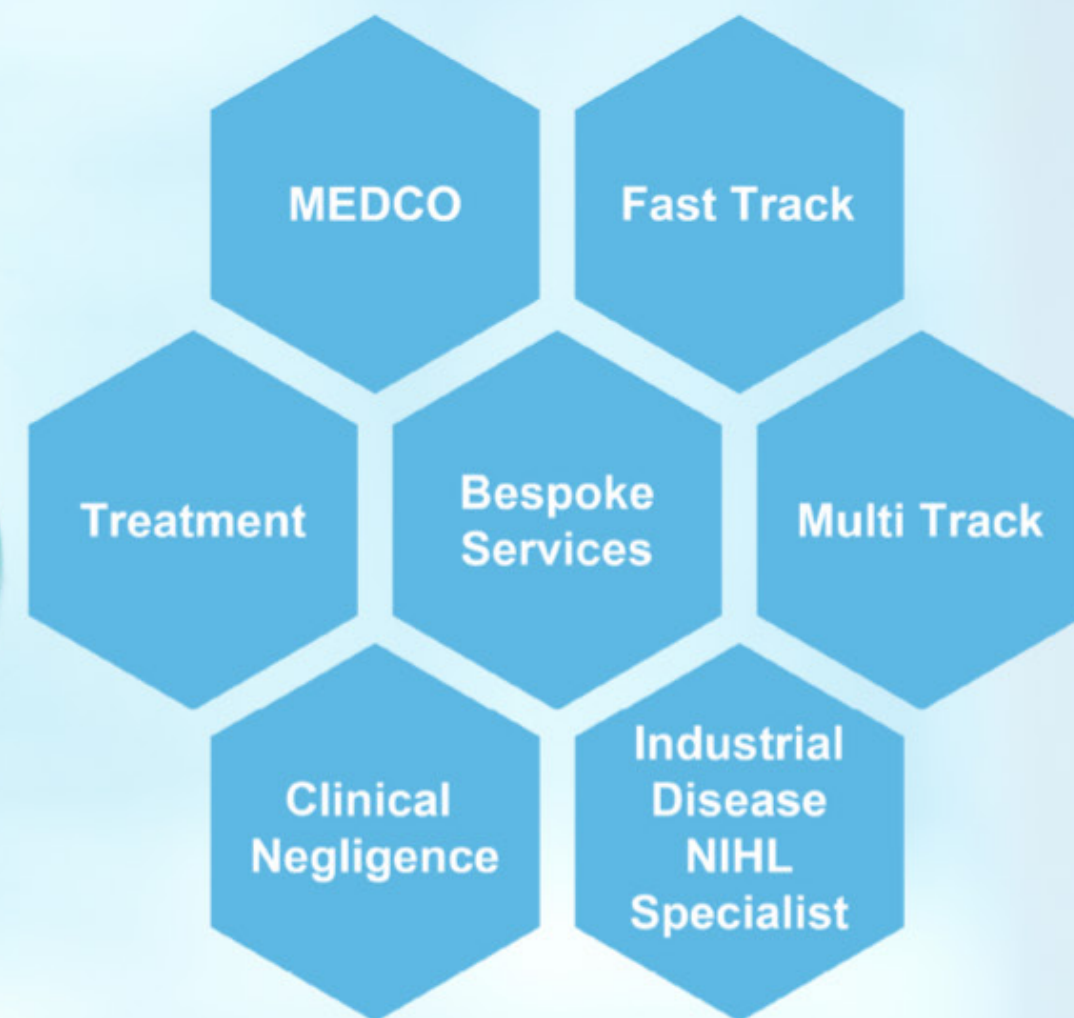 MEDCO
Fast Track
Treatment
Bespoke
Services
Multi Track
Clinical
Negligence
Industrial
Disease
NIHL
Specialist